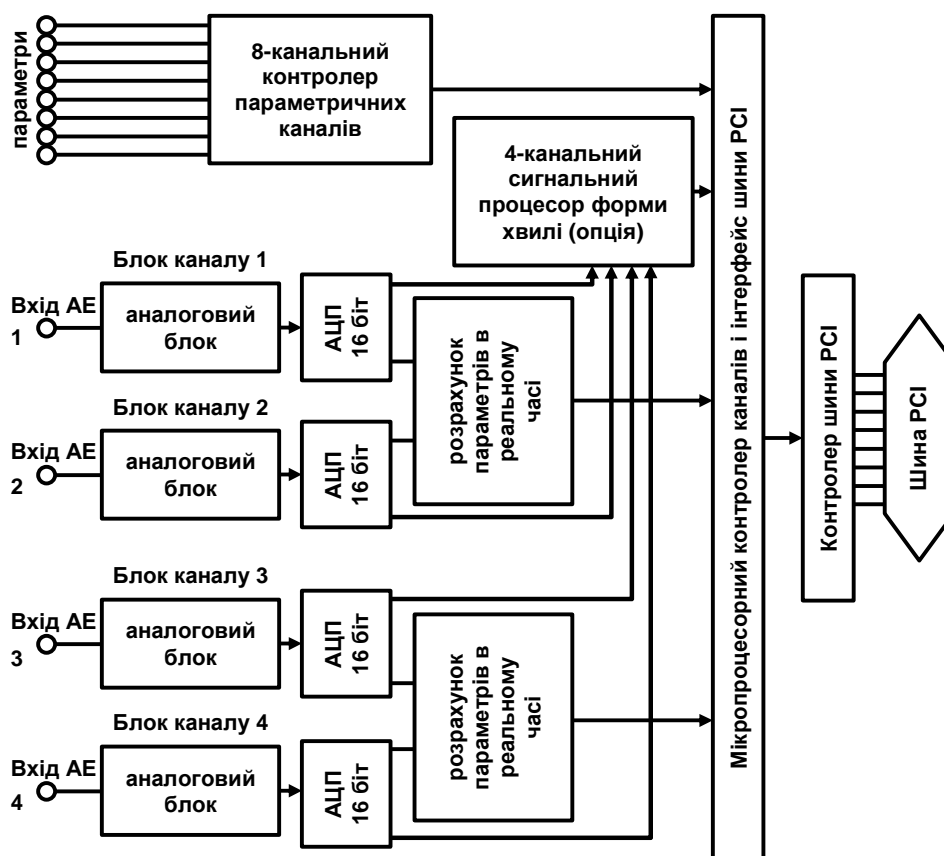 параметри
8-канальний
контролер
параметричних
каналів
4-канальний
сигнальний
процесор форми
хвилі (опція)
Блок каналу 1
Вхід АЕ
1
аналоговий
блок
АЦП
16 біт
розрахунок
параметрів в
реальному
часі
Блок каналу 2
Вхід АЕ
2
аналоговий
блок
АЦП
16 біт
Блок каналу 3
Вхід АЕ
3
аналоговий
блок
АЦП
16 біт
розрахунок
параметрів в
реальному
часі
Блок каналу 4
Вхід АЕ
4
аналоговий
блок
АЦП
16 біт
Мікропроцесорний контролер каналів і інтерфейс шини PCI
Контролер шини PCI
Шина PCI